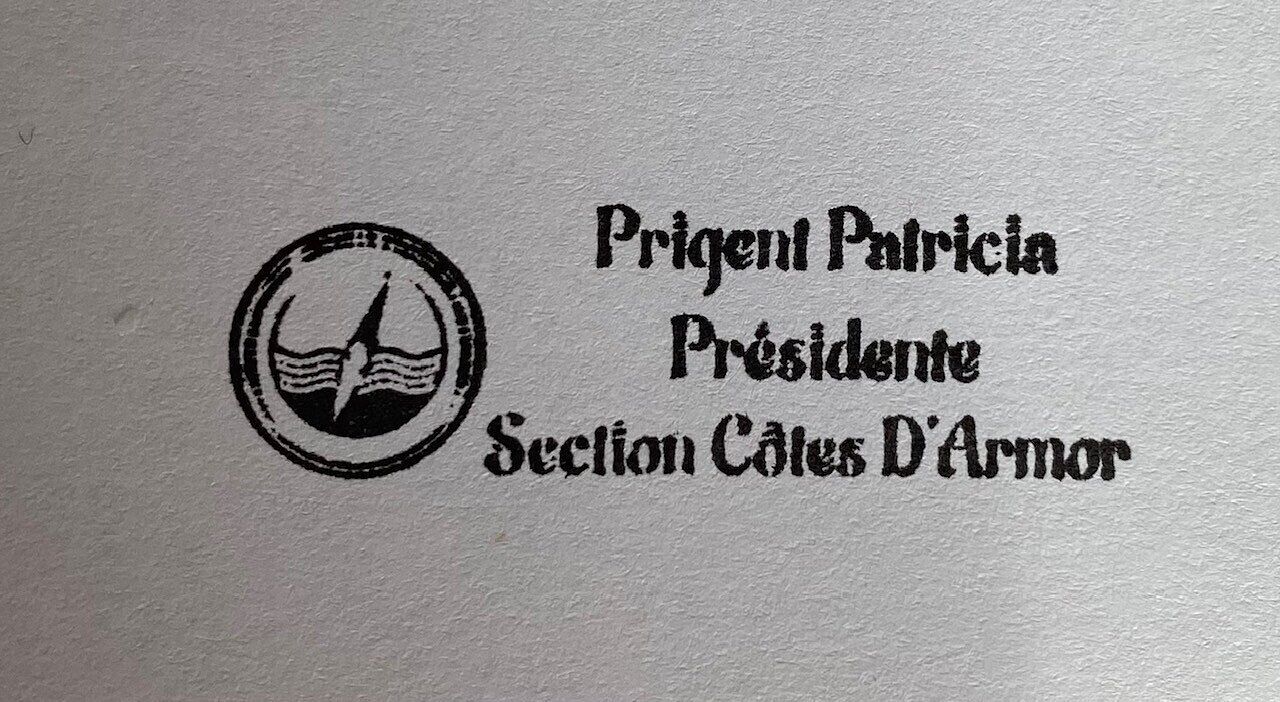 Prigent Patricia
Présidente
Section Côtes D'Armor